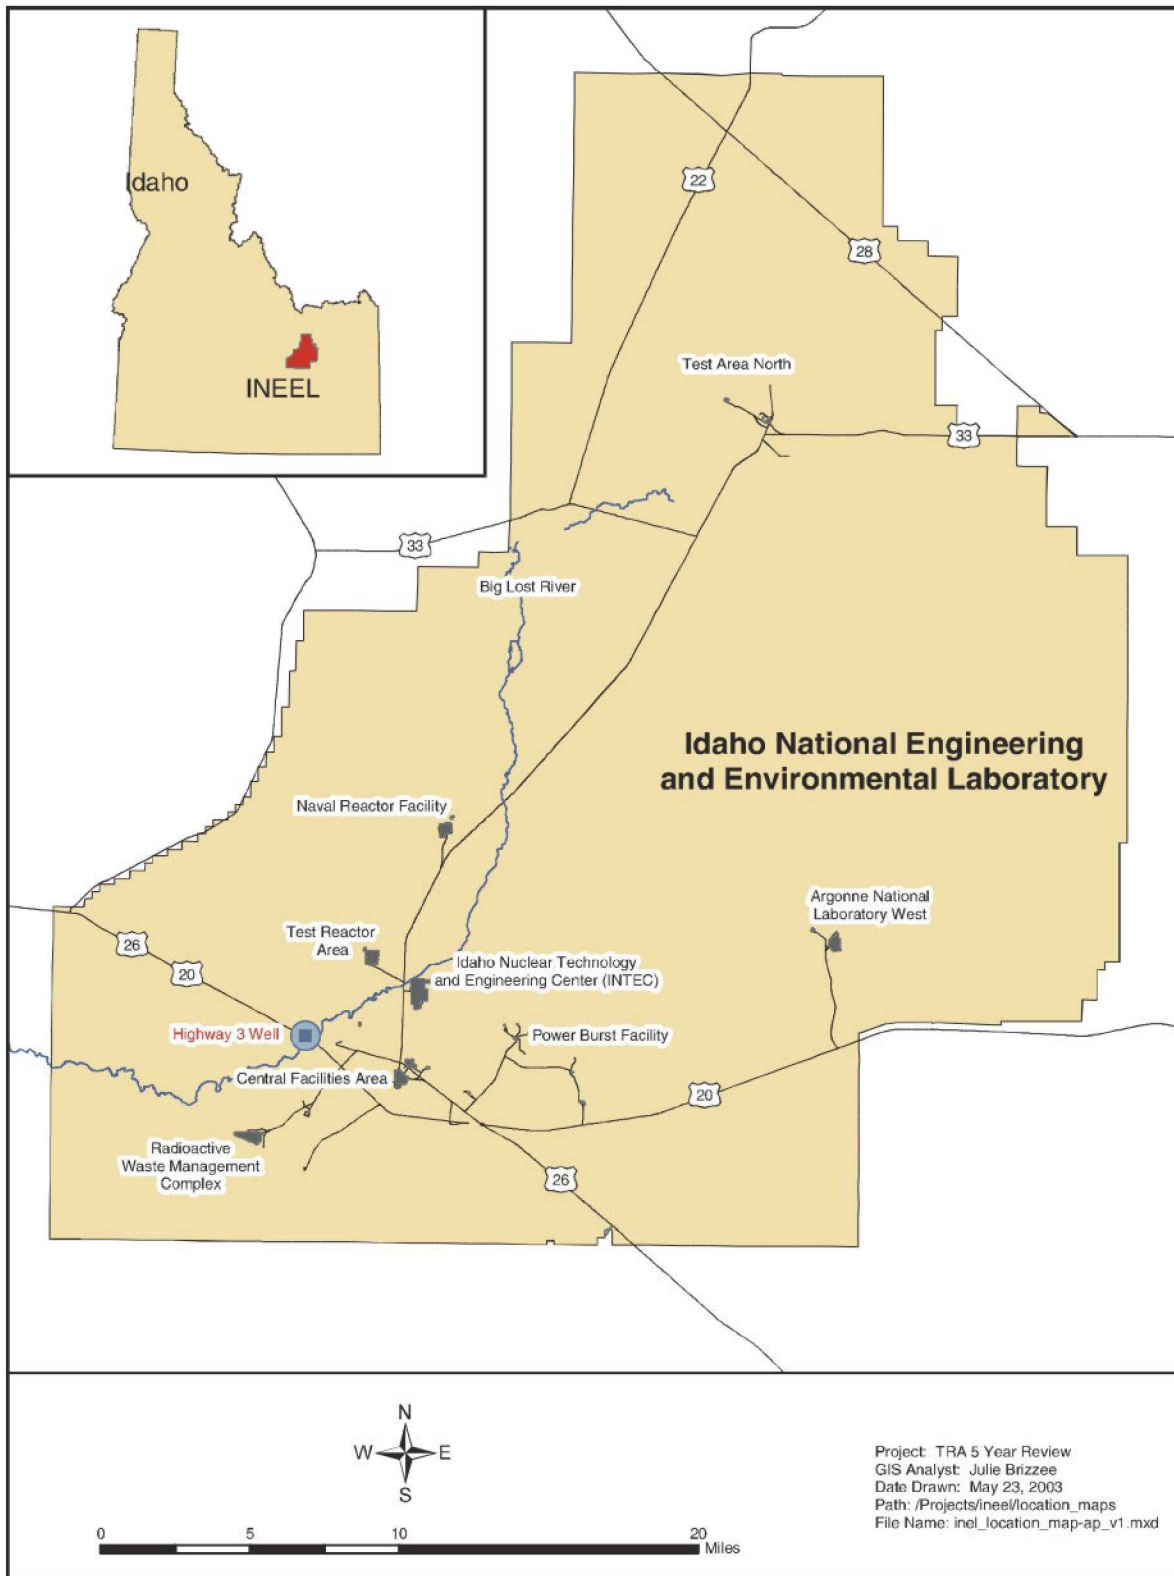 Idaho
INEEL
22
28
Test Area North
33
33
Big Lost River
Idaho National Engineering
and Environmental Laboratory
Naval Reactor Facility
Argonne National
Laboratory West
Test Reactor
Area
26
20
Idaho Nuclear Technology
and Engineering Center (INTEC)
Highway 3 Well
Power Burst Facility
Central Facilities Area
20
Radioactive
Waste Management
Complex
26
N
W E
S
Project: TRA 5 Year Review
GIS Analyst: Julie Brizzee
Date Drawn: May 23, 2003
Path: /Projects/ineel/location_maps
File Name: inel_location_map-ap_v1.mxd
0 5 10 20
Miles